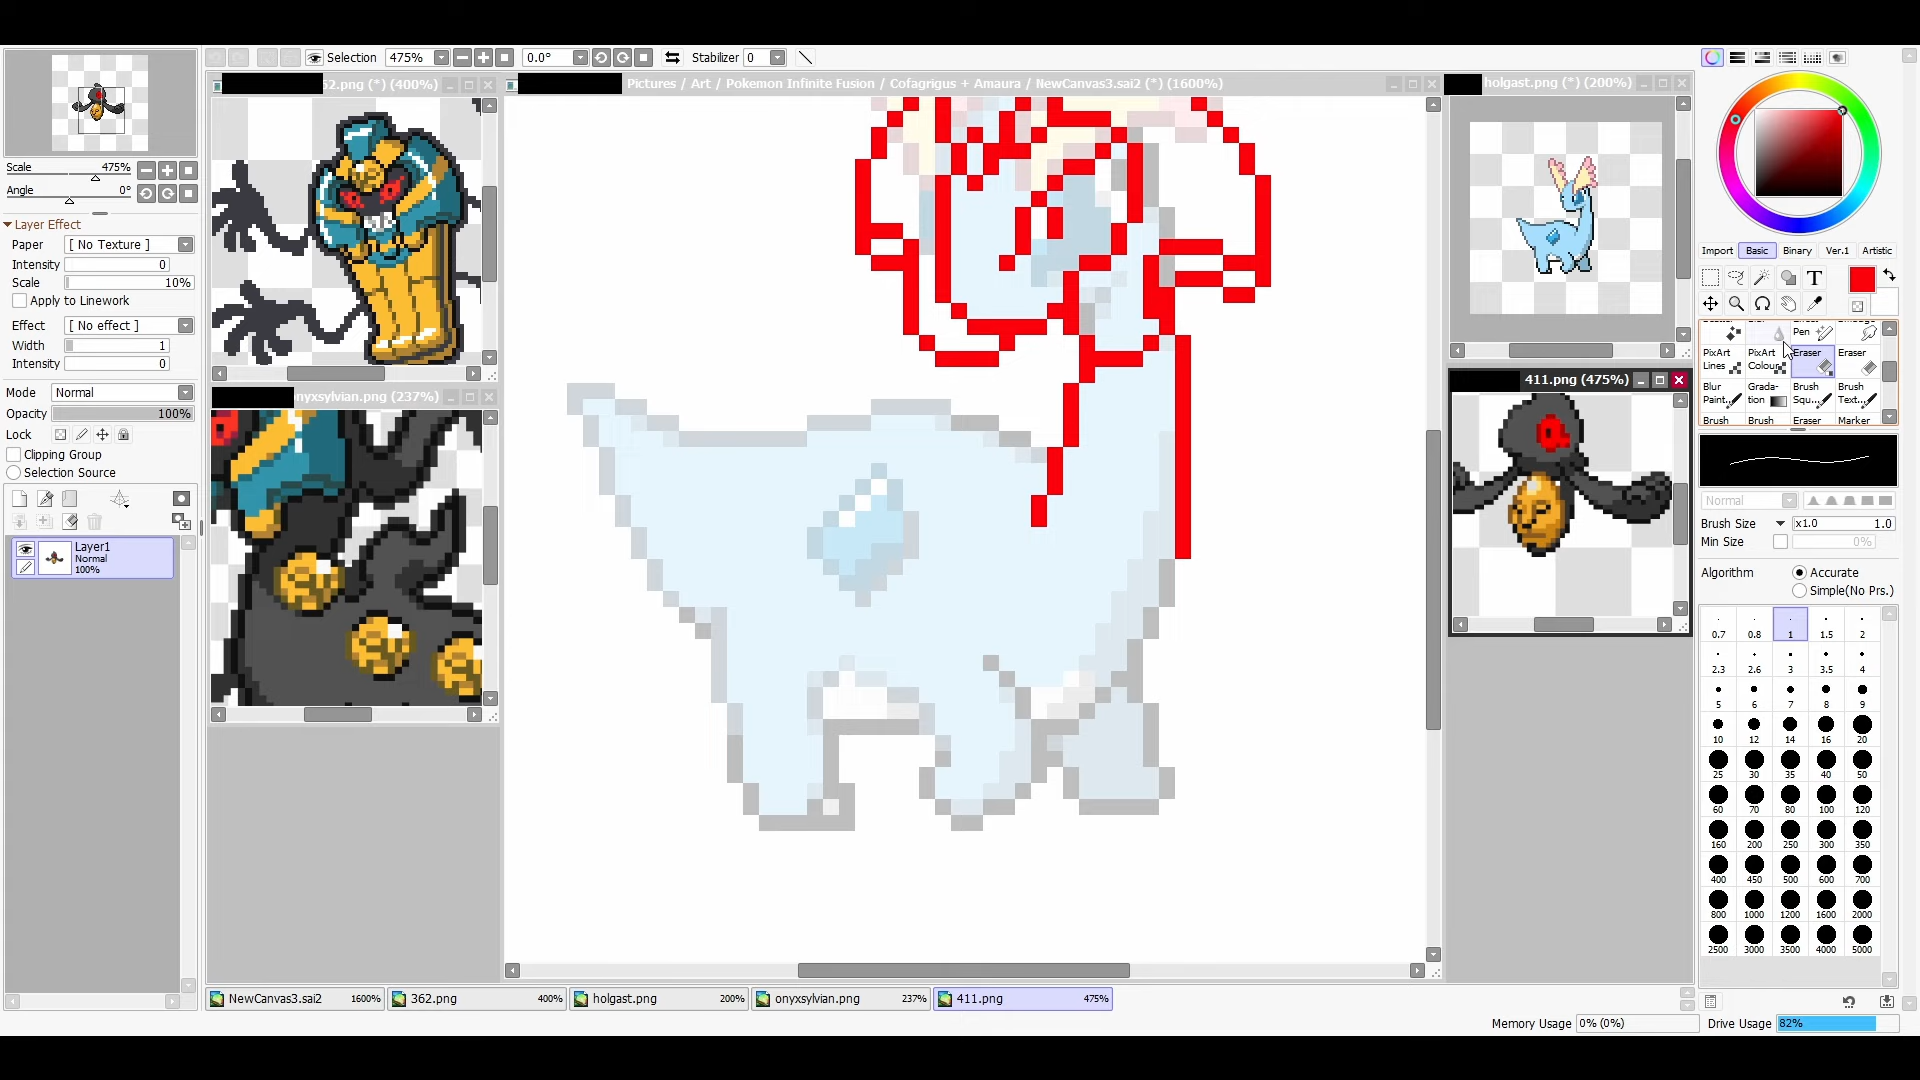 Selection 475% 0.0° Stabilizer 0
52.png (*) (400%)
Pictures / Art / Pokemon Infinite Fusion / Cofagrigus + Amaura / NewCanvas3.sai2 (*) (1600%)
holgast.png (*) (200%)
Scale 475%
Angle 0°
Layer Effect
Paper [ No Texture ]
Intensity 0
Scale 10%
Apply to Linework
Effect [ No effect ]
Width 1
Intensity 0
Mode Normal
Opacity 100%
Lock
Clipping Group
Selection Source
Layer1
Normal
100%
nyxsylvian.png (237%)
411.png (475%)
Import Basic Binary Ver.1 Artistic
T
Pen
PixArt Lines
PixArt Colour
Eraser
Eraser
Blur Paint..
Grada-tion
Brush Squ..
Brush Text..
Brush Brush Eraser Marker
Normal
Brush Size x1.0 1.0
Min Size 0%
Algorithm Accurate
Simple(No Prs.)
0.7 0.8 1 1.5 2
2.3 2.6 3 3.5 4
5 6 7 8 9
10 12 14 16 20
25 30 35 40 50
60 70 80 100 120
160 200 250 300 350
400 450 500 600 700
800 1000 1200 1600 2000
2500 3000 3500 4000 5000
NewCanvas3.sai2 1600%
362.png 400%
holgast.png 200%
onyxsylvian.png 237%
411.png 475%
Memory Usage 0% (0%)
Drive Usage 82%